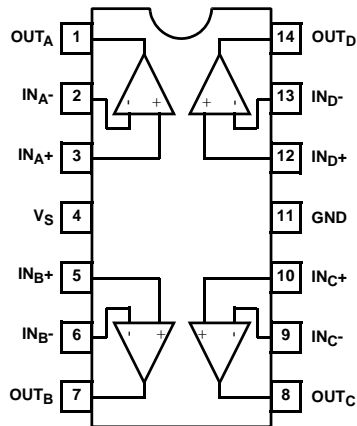 OUTA 1 14 OUTD
INA- 2 - + + - 13 IND-
INA+ 3 12 IND+
VS 4 11 GND
INB+ 5 10 INC+
INB- 6 - + + - 9 INC-
OUTB 7 8 OUTC